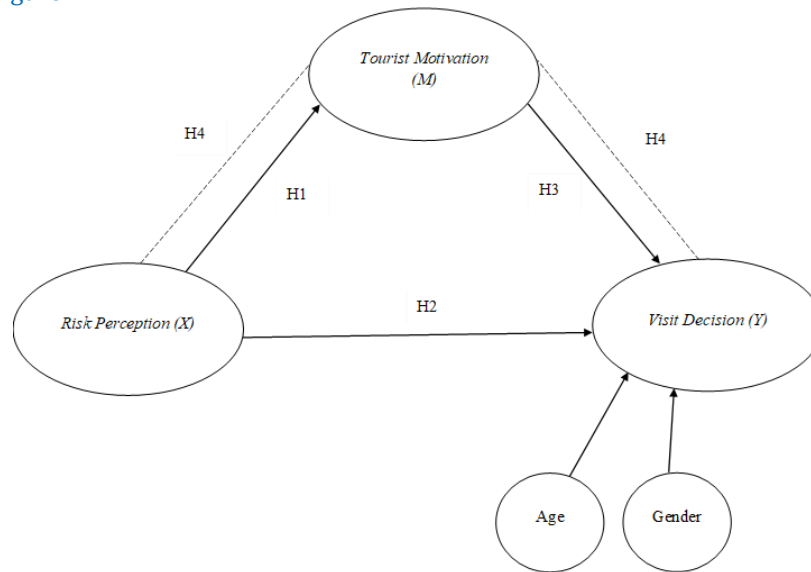 Tourist Motivation
(M)
H4
H4
H1
H3
H2
Risk Perception (X)
Visit Decision (Y)
Age
Gender